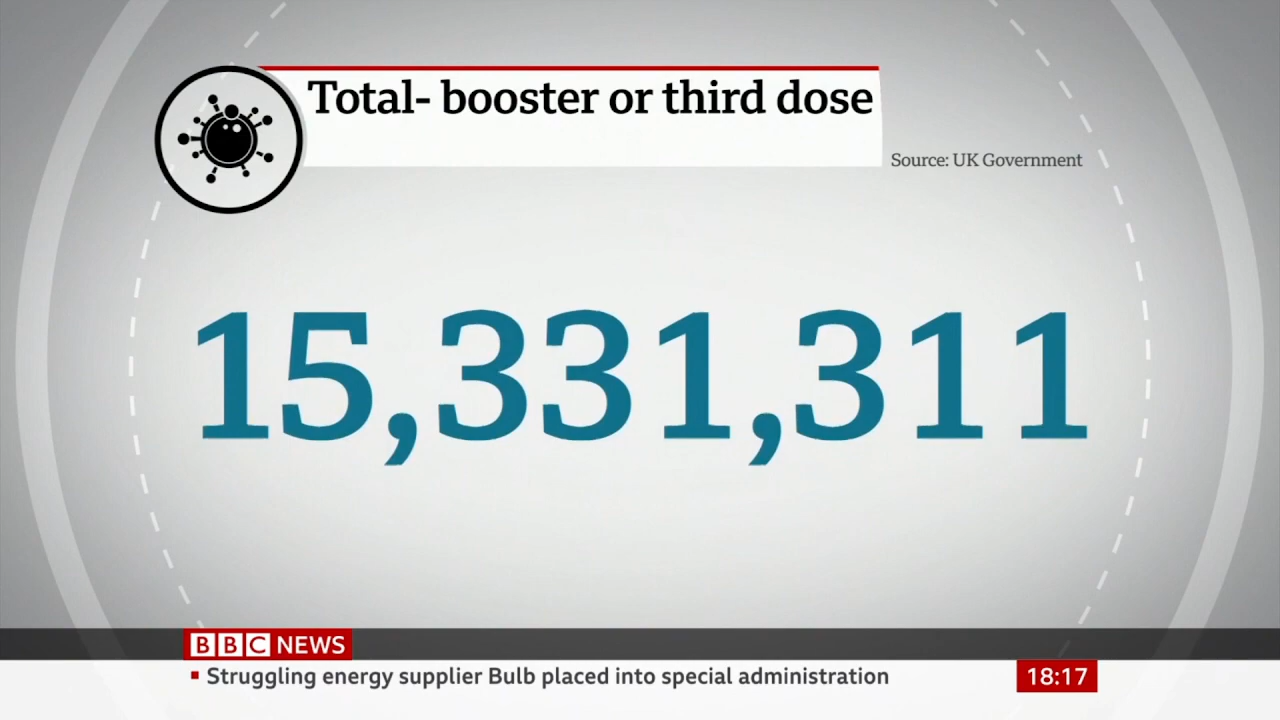 Total- booster or third dose
Source: UK Government
15,331,311
BBC NEWS
Struggling energy supplier Bulb placed into special administration
18:17